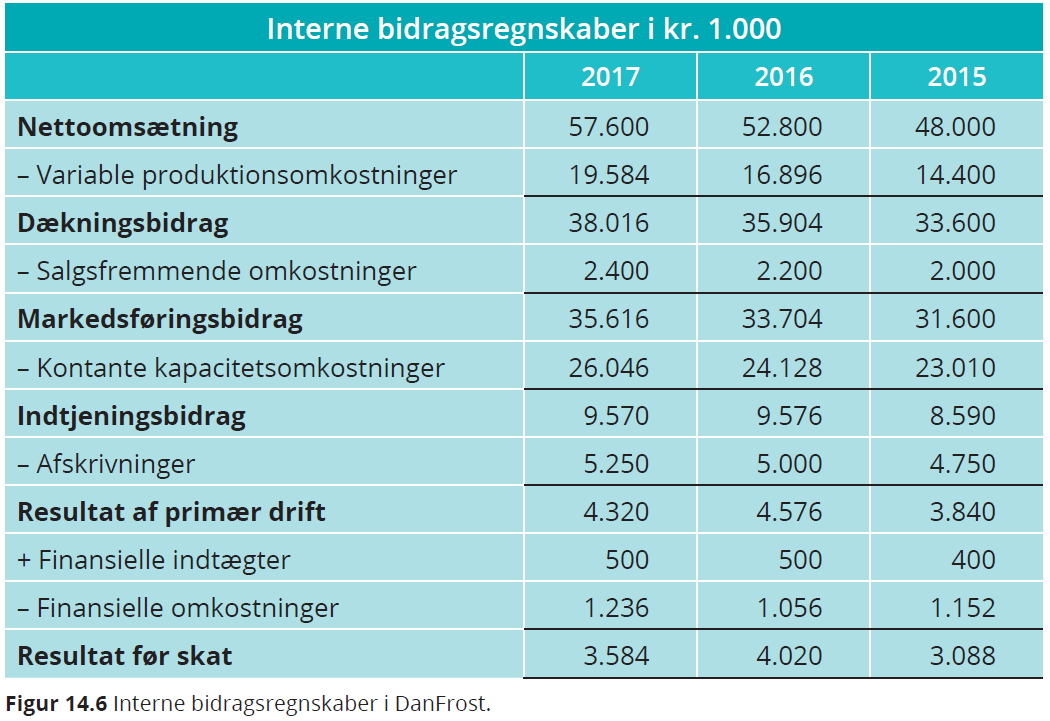 Interne bidragsregnskaber i kr. 1.000
2017 2016 2015
Nettoomsætning 57.600 52.800 48.000
– Variable produktionsomkostninger 19.584 16.896 14.400
Dækningsbidrag 38.016 35.904 33.600
– Salgsfremmende omkostninger 2.400 2.200 2.000
Markedsføringsbidrag 35.616 33.704 31.600
– Kontante kapacitetsomkostninger 26.046 24.128 23.010
Indtjeningsbidrag 9.570 9.576 8.590
– Afskrivninger 5.250 5.000 4.750
Resultat af primær drift 4.320 4.576 3.840
+ Finansielle indtægter 500 500 400
– Finansielle omkostninger 1.236 1.056 1.152
Resultat før skat 3.584 4.020 3.088
Figur 14.6 Interne bidragsregnskaber i DanFrost.